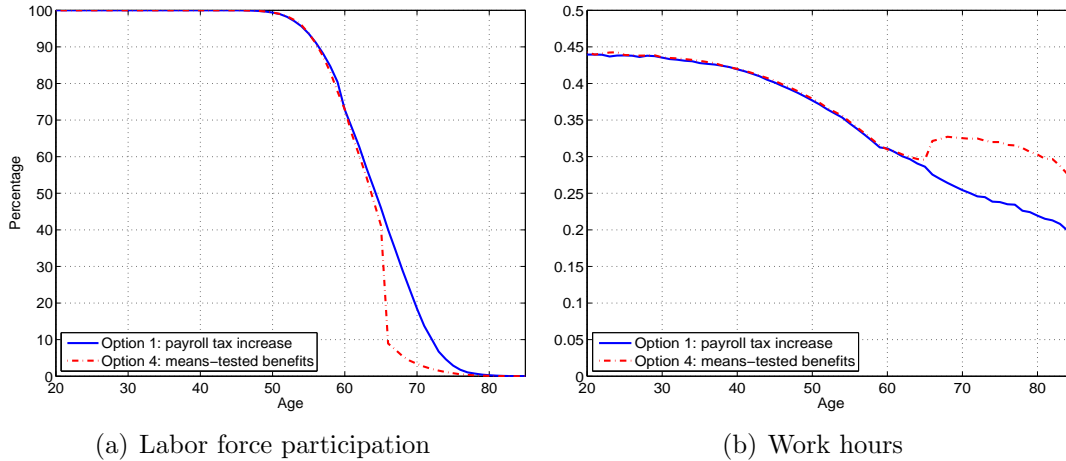 100
90
80
70
60
50
40
30
20
10
0
Percentage
20 30 40 50 60 70 80
Age
Option 1: payroll tax increase
Option 4: means-tested benefits
(a) Labor force participation
0.5
0.45
0.4
0.35
0.3
0.25
0.2
0.15
0.1
0.05
0
20 30 40 50 60 70 80
Age
Option 1: payroll tax increase
Option 4: means-tested benefits
(b) Work hours